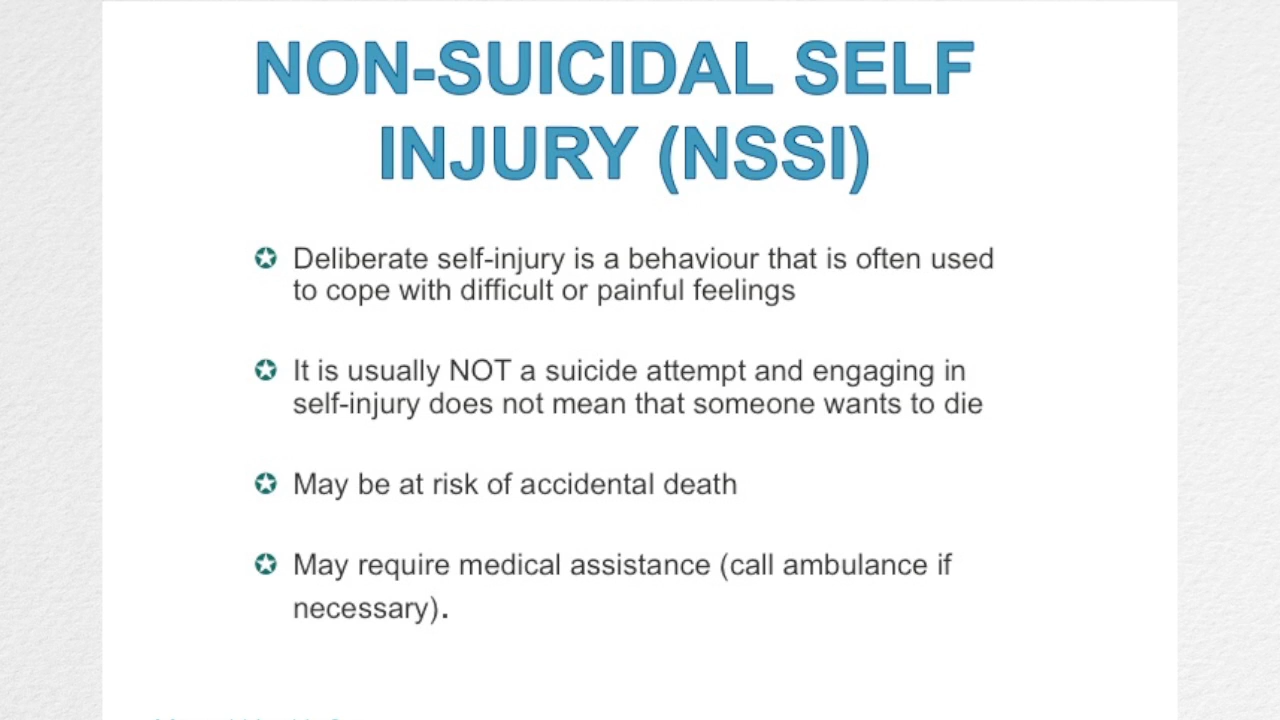 NON-SUICIDAL SELF
INJURY (NSSI)
Deliberate self-injury is a behaviour that is often used
to cope with difficult or painful feelings
It is usually NOT a suicide attempt and engaging in
self-injury does not mean that someone wants to die
May be at risk of accidental death
May require medical assistance (call ambulance if
necessary).